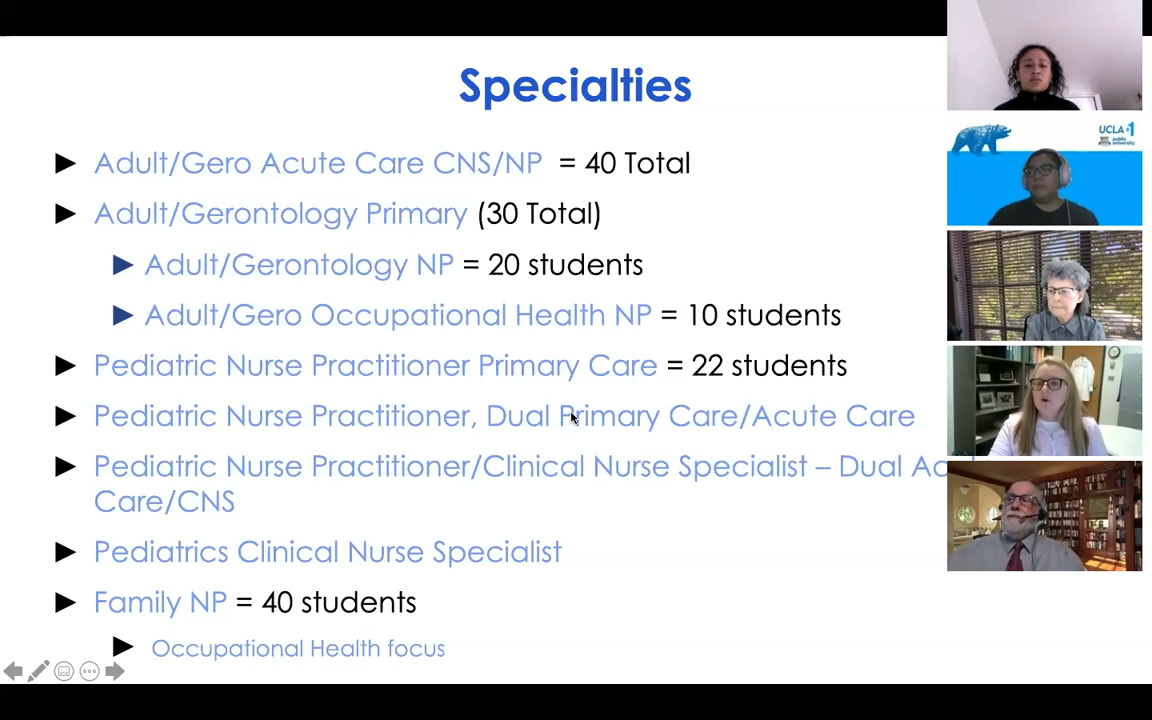 Specialties
Adult/Gero Acute Care CNS/NP = 40 Total
Adult/Gerontology Primary (30 Total)
Adult/Gerontology NP = 20 students
Adult/Gero Occupational Health NP = 10 students
Pediatric Nurse Practitioner Primary Care = 22 students
Pediatric Nurse Practitioner, Dual Primary Care/Acute Care
Pediatric Nurse Practitioner/Clinical Nurse Specialist – Dual
Care/CNS
Pediatrics Clinical Nurse Specialist
Family NP = 40 students
Occupational Health focus
UCLA #1
public
university